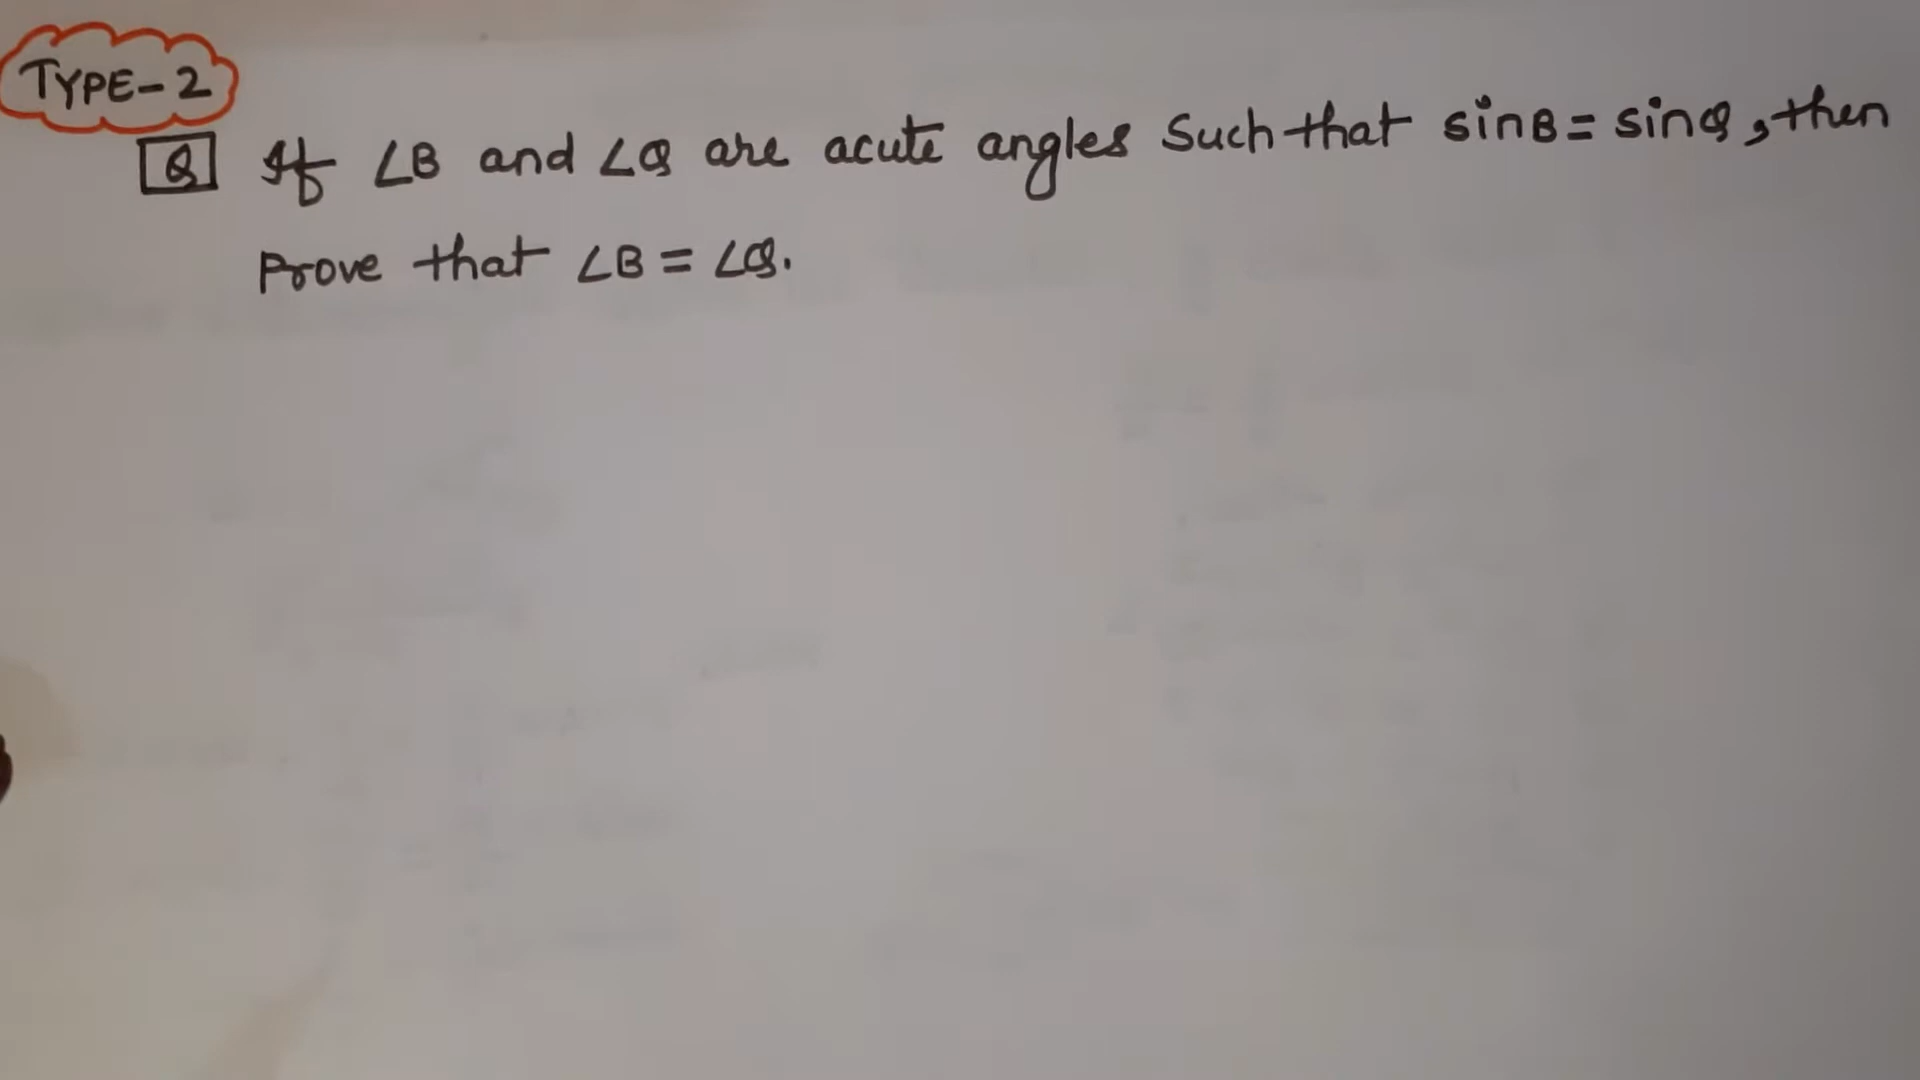 TYPE-2
Q If ∠B and ∠Q are acute angles Such that sinB = sinQ, then
Prove that ∠B = ∠Q.